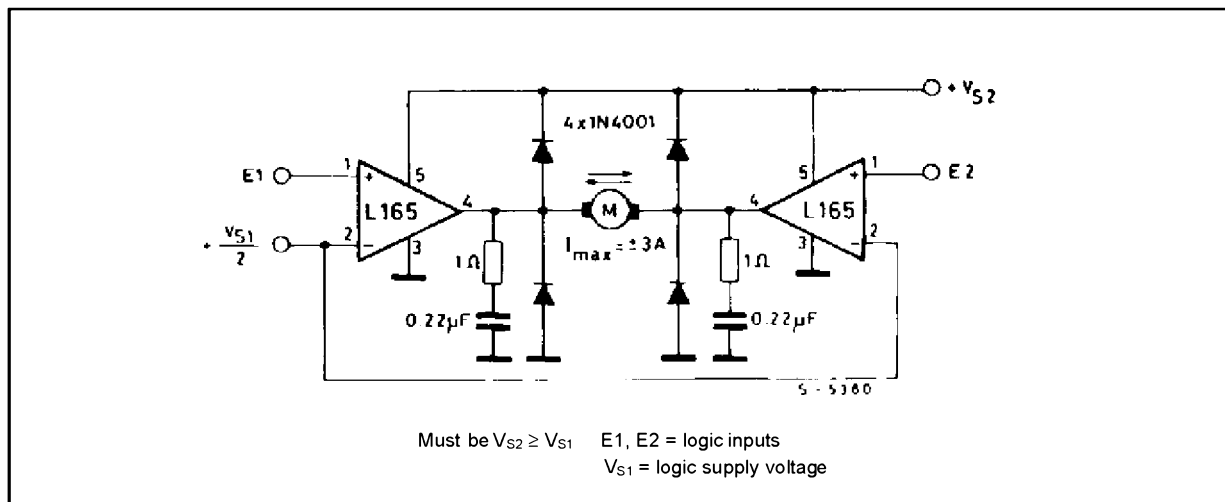 + VS2
4 x 1N4001
E1
1
+
5
L165
4
2
−
3
+ VS1
2
1Ω
0.22µF
M
Imax = ± 3A
5
1
+
E2
4
L165
3
−
2
1Ω
0.22µF
S - 5380
Must be VS2 ≥ VS1 E1, E2 = logic inputs
VS1 = logic supply voltage